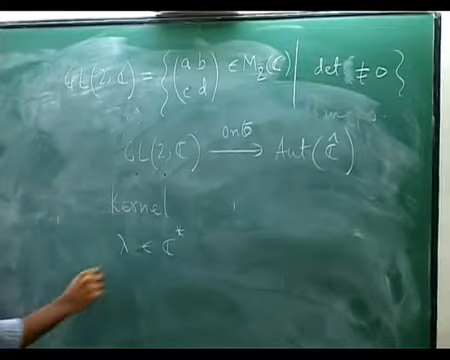 GL(2, ℂ) = { (a b
c d) ∈ M₂(ℂ) | det ≠ 0 }
GL(2, ℂ) —onto→ Aut(ℂ̂)
Kernel
λ ∈ ℂ*